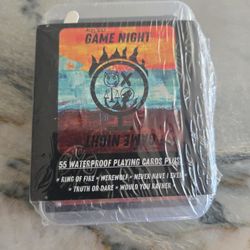 GAME NIGHT
GAME NIGHT
55 WATERPROOF PLAYING CARDS PLUS:
• RING OF FIRE • WEREWOLF • NEVER HAVE I EVER
• TRUTH OR DARE • WOULD YOU RATHER